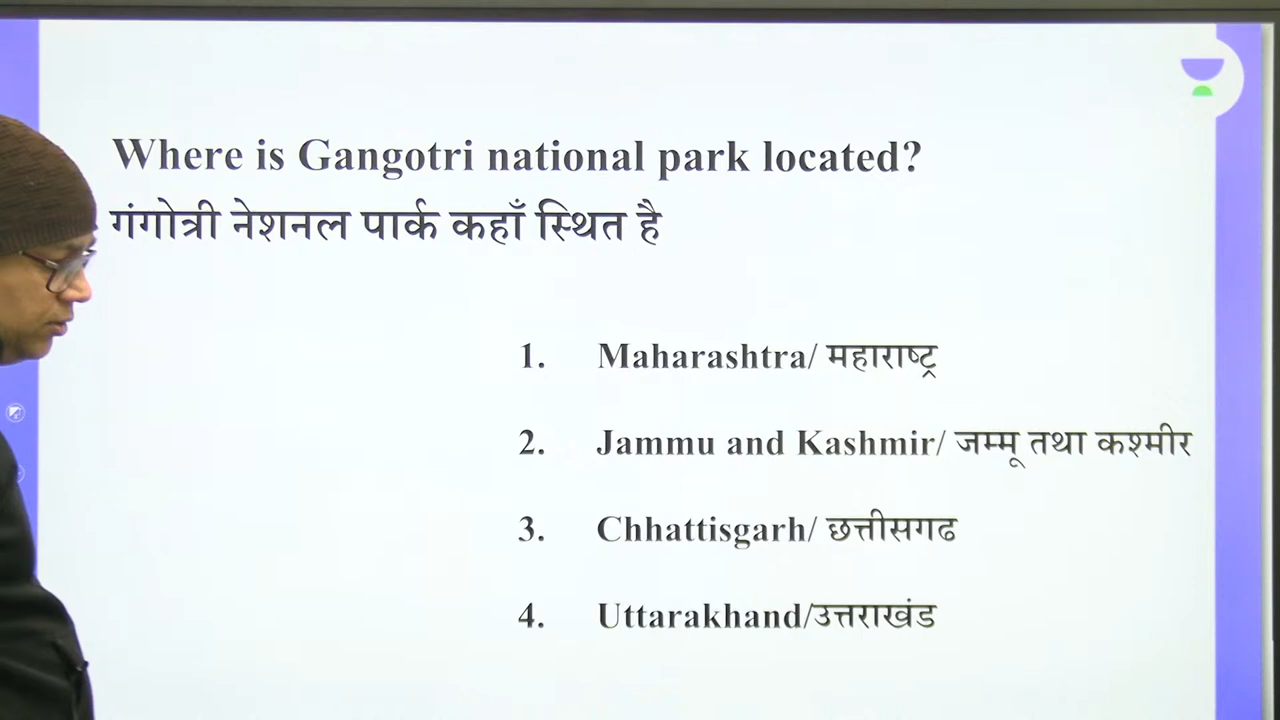 Where is Gangotri national park located?
गंगोत्री नेशनल पार्क कहाँ स्थित है
1. Maharashtra/ महाराष्ट्र
2. Jammu and Kashmir/ जम्मू तथा कश्मीर
3. Chhattisgarh/ छत्तीसगढ
4. Uttarakhand/उत्तराखंड